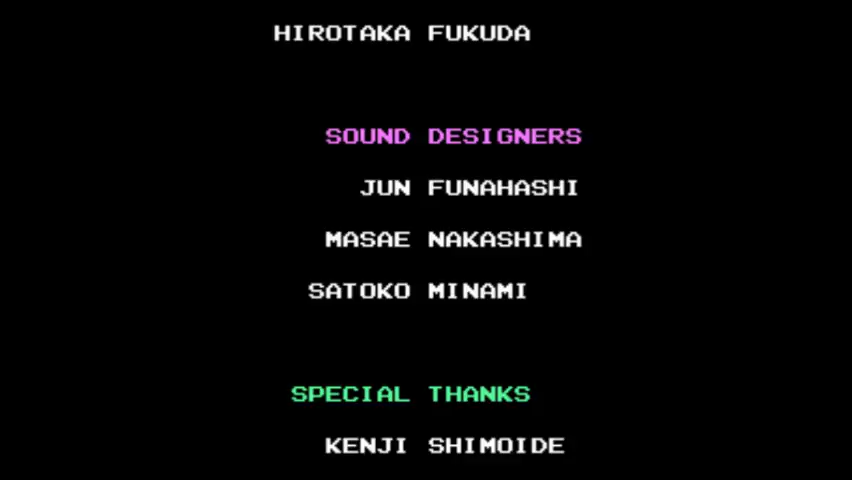 HIROTAKA FUKUDA
SOUND DESIGNERS
JUN FUNAHASHI
MASAE NAKASHIMA
SATOKO MINAMI
SPECIAL THANKS
KENJI SHIMOIDE